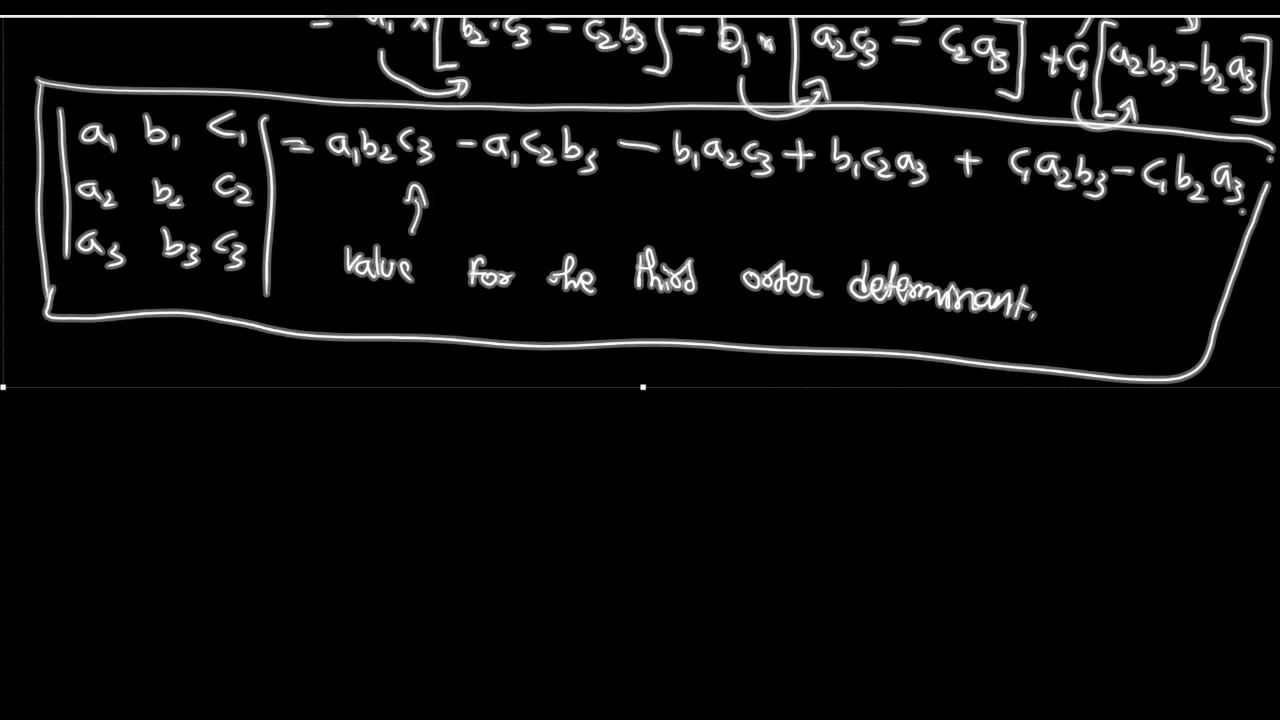 = a₁ × [b₂·c₃ − c₂b₃] − b₁ × [a₂c₃ − c₂a₃] + c₁[a₂b₃ − b₂a₃]
|a₁ b₁ c₁| = a₁b₂c₃ − a₁c₂b₃ − b₁a₂c₃ + b₁c₂a₃ + c₁a₂b₃ − c₁b₂a₃
|a₂ b₂ c₂|
|a₃ b₃ c₃|
value for the third order determinant.